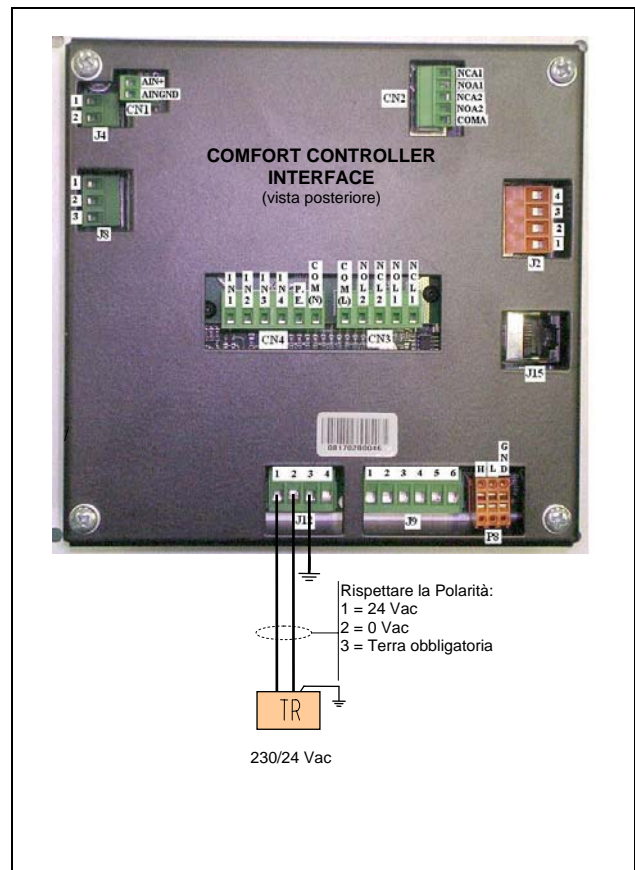 AIN+
AINGND
CN1
1
2
J4
NCA1
NOA1
NCA2
NOA2
COMA
CN2
COMFORT CONTROLLER
INTERFACE
(vista posteriore)
1
2
3
J8
4
3
2
1
J2
IN1
IN2
IN3
IN4
P.E.
COM(N)
COM(L)
NOL2
NCL2
NOL1
NCL1
CN4
CN3
J15
08170280046
1 2 3 4
J12
1 2 3 4 5 6
J9
H L GND
P8
Rispettare la Polarità:
1 = 24 Vac
2 = 0 Vac
3 = Terra obbligatoria
TR
230/24 Vac